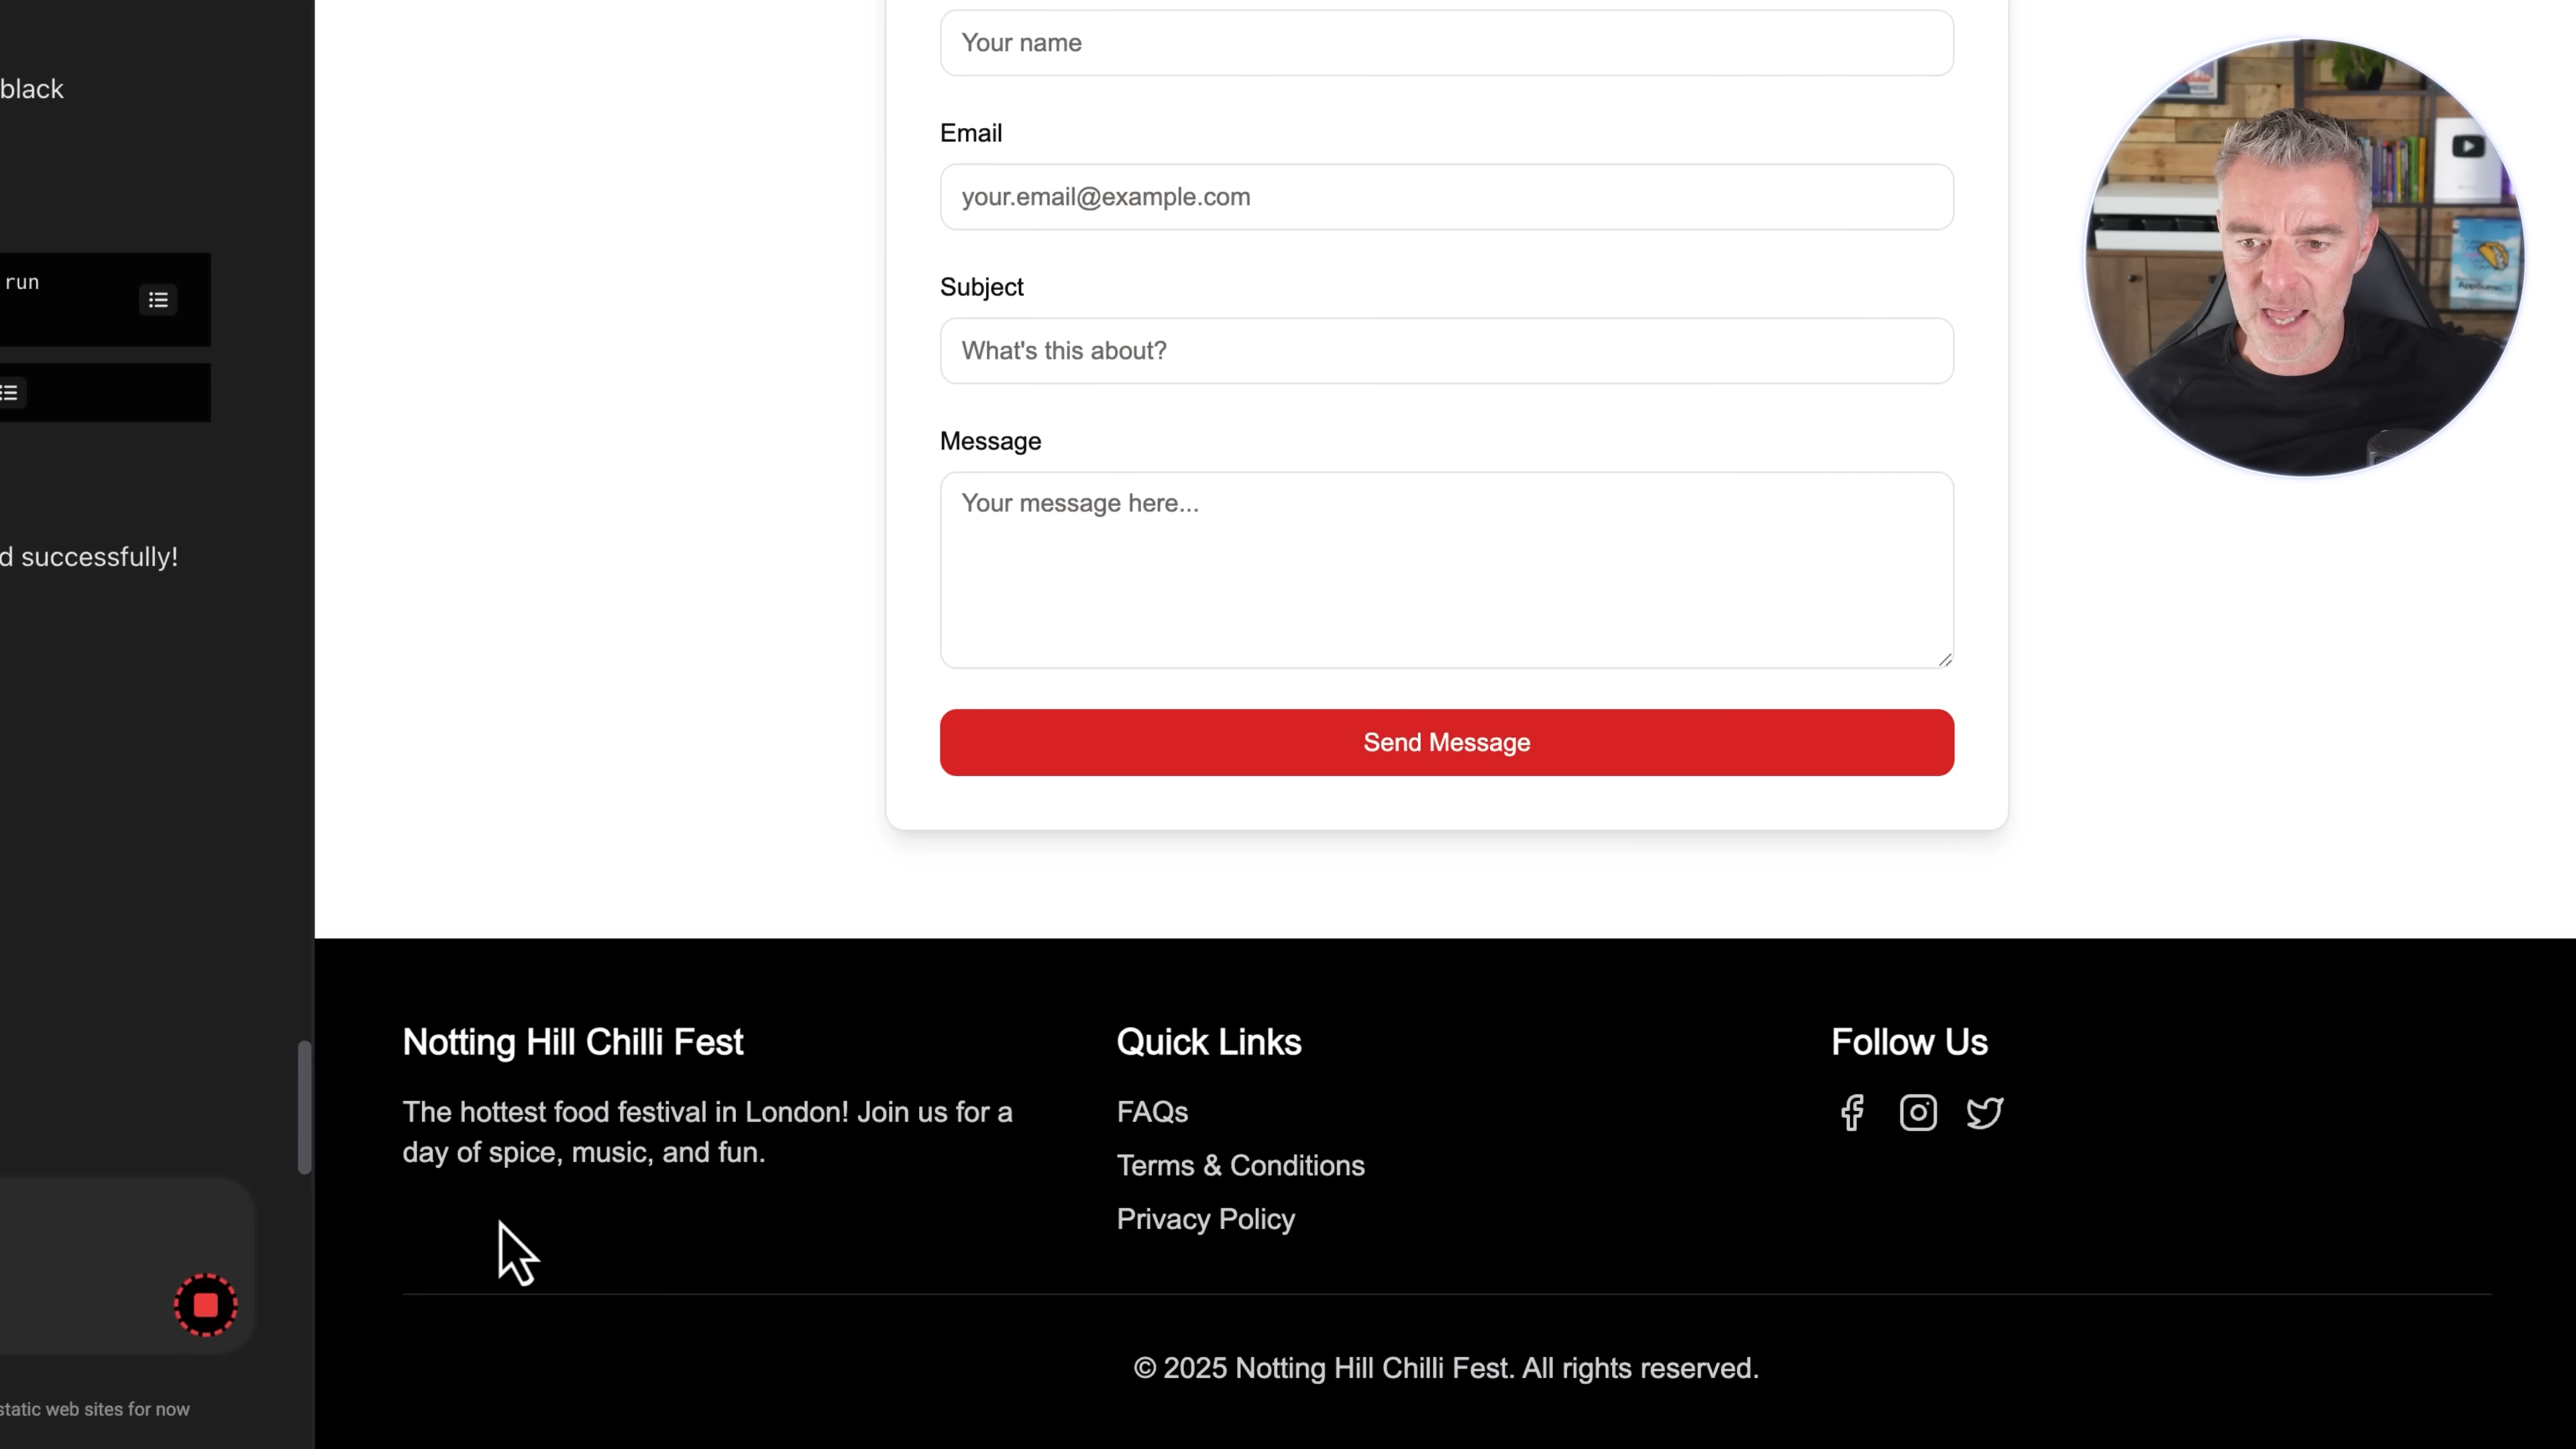 black
run
d successfully!
static web sites for now
Your name
Email
your.email@example.com
Subject
What's this about?
Message
Your message here...
Send Message
Notting Hill Chilli Fest
The hottest food festival in London! Join us for a
day of spice, music, and fun.
Quick Links
FAQs
Terms & Conditions
Privacy Policy
Follow Us
© 2025 Notting Hill Chilli Fest. All rights reserved.